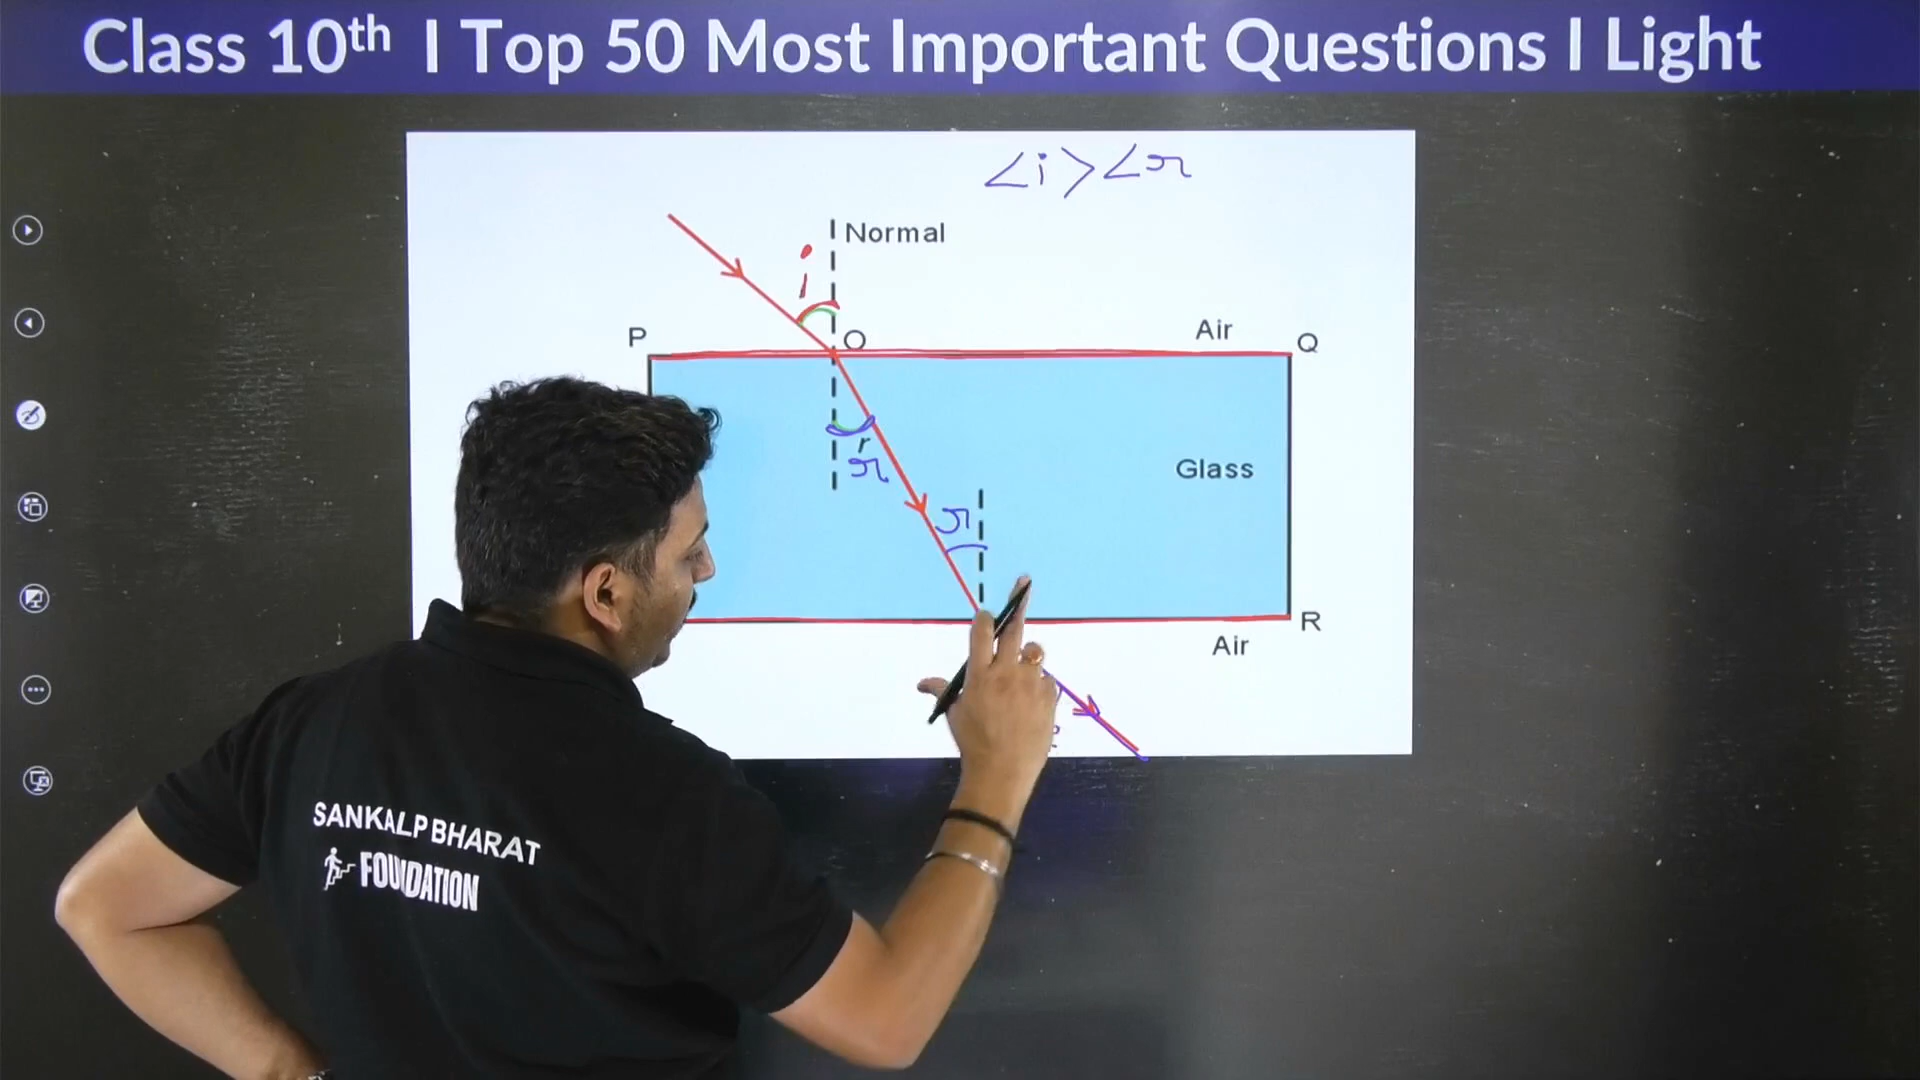 Class 10th I Top 50 Most Important Questions I Light
∠i > ∠r
Normal
i
P
O
Air
Q
r
r
Glass
r
R
Air
SANKALP BHARAT
FOUNDATION